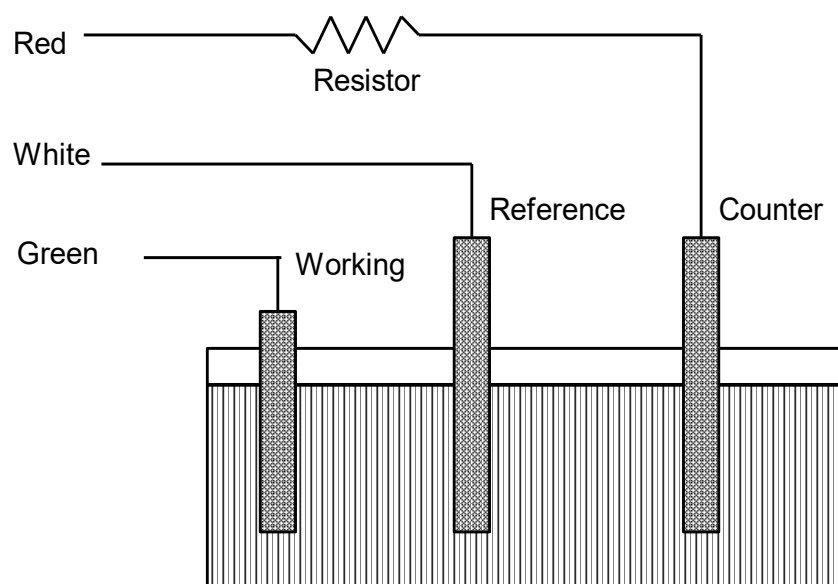 Red
Resistor
White
Reference
Counter
Green
Working